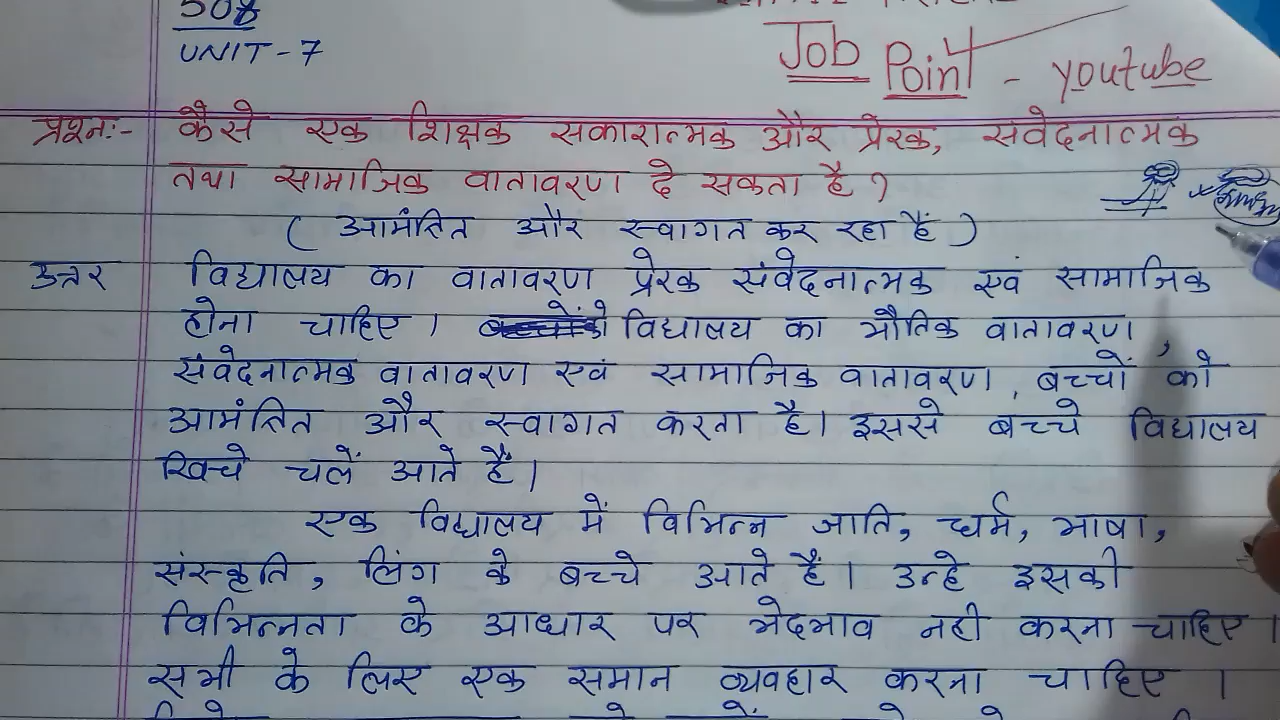 508
UNIT-7
Job Point - youtube
प्रश्न:- कैसे एक शिक्षक सकारात्मक और प्रेरक, संवेदनात्मक
तथा सामाजिक वातावरण दे सकता है?
( आमंत्रित और स्वागत कर रहा हैं )
उत्तर विद्यालय का वातावरण प्रेरक संवेदनात्मक एवं सामाजिक
होना चाहिए। विद्यालय का भौतिक वातावरण,
संवेदनात्मक वातावरण एवं सामाजिक वातावरण, बच्चों को
आमंत्रित और स्वागत करता है। इससे बच्चे विद्यालय
खिचे चलें आते हैं।
एक विद्यालय में विभिन्न जाति, धर्म, भाषा,
संस्कृति, लिंग के बच्चे आते है। उन्हे इसकी
विभिन्नता के आधार पर भेदभाव नही करना चाहिए।
सभी के लिए एक समान व्यवहार करना चाहिए।